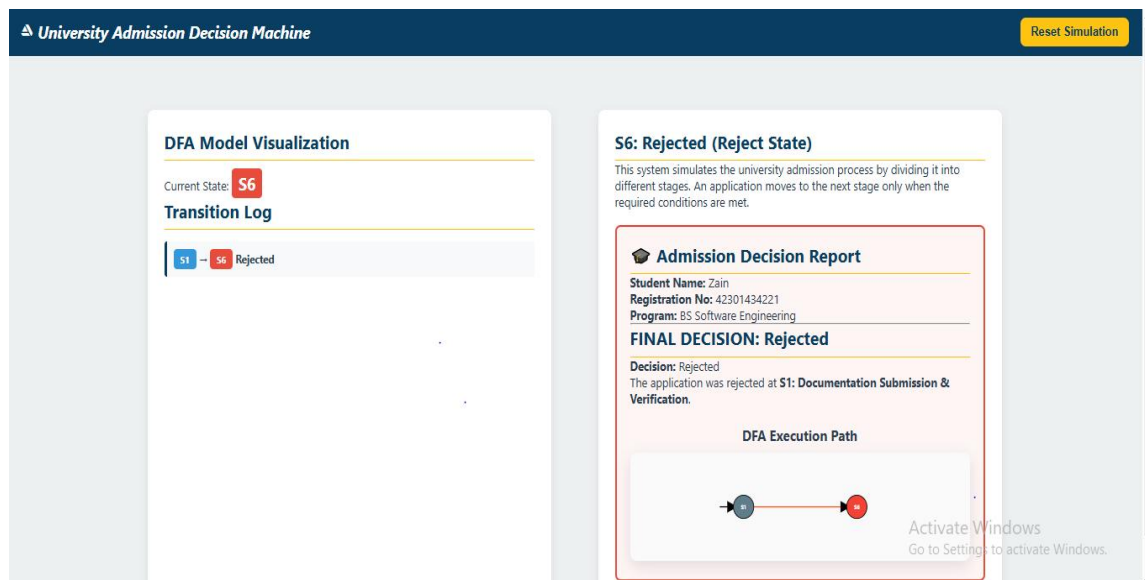 University Admission Decision Machine
Reset Simulation
DFA Model Visualization
Current State: S6
Transition Log
S1 → S6 Rejected
S6: Rejected (Reject State)
This system simulates the university admission process by dividing it into
different stages. An application moves to the next stage only when the
required conditions are met.
🎓 Admission Decision Report
Student Name: Zain
Registration No: 42301434221
Program: BS Software Engineering
FINAL DECISION: Rejected
Decision: Rejected
The application was rejected at S1: Documentation Submission &
Verification.
DFA Execution Path
S1
S6
Activate Windows
Go to Settings to activate Windows.